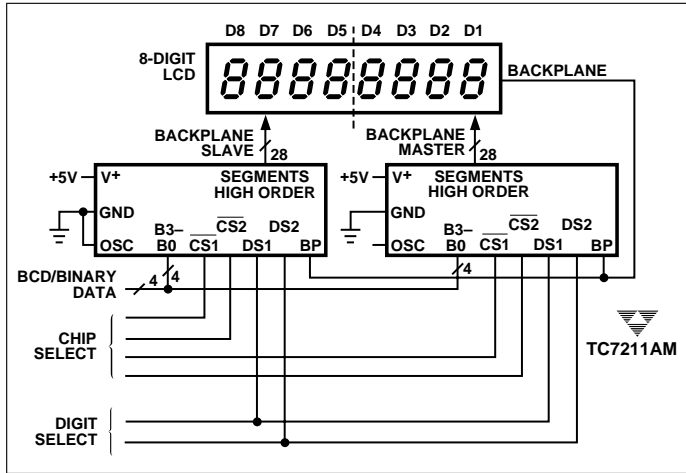 D8 D7 D6 D5 D4 D3 D2 D1
8-DIGIT
LCD
88888888
BACKPLANE
BACKPLANE
SLAVE
28
BACKPLANE
MASTER
28
+5V
V+
SEGMENTS
HIGH ORDER
GND
OSC
B3–
B0
CS1
CS2
DS1
DS2
BP
+5V
V+
SEGMENTS
HIGH ORDER
GND
OSC
B3–
B0
CS1
CS2
DS1
DS2
BP
BCD/BINARY
DATA
4
4
4
CHIP
SELECT
TC7211AM
DIGIT
SELECT